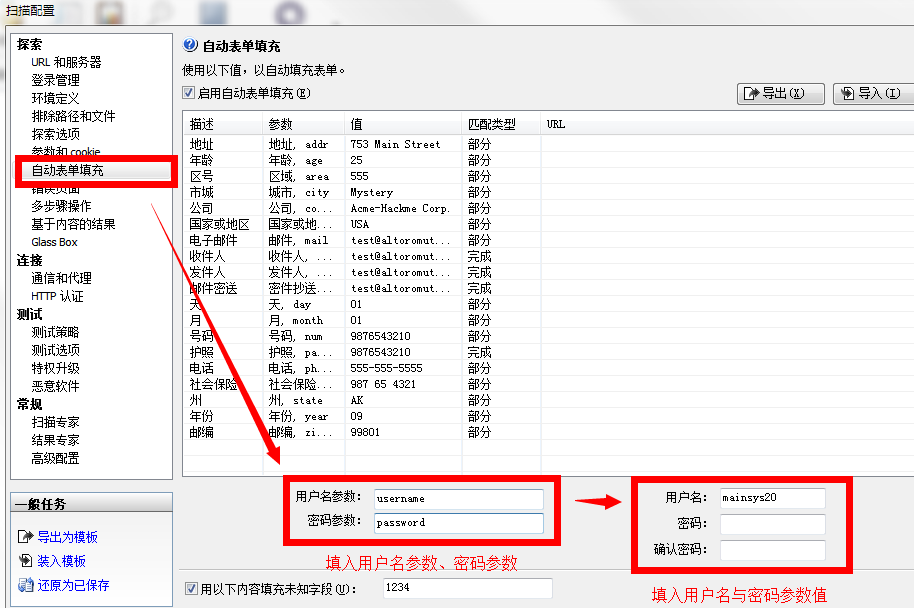 扫描配置
探索
URL 和服务器
登录管理
环境定义
排除路径和文件
探索选项
参数和 cookie
自动表单填充
错误页面
多步骤操作
基于内容的结果
Glass Box
连接
通信和代理
HTTP 认证
测试
测试策略
测试选项
特权升级
恶意软件
常规
扫描专家
结果专家
高级配置
一般任务
导出为模板
装入模板
还原为已保存
自动表单填充
使用以下值，以自动填充表单。
启用自动表单填充(E)
导出(X)
导入(I)
描述 参数 值 匹配类型 URL
地址 地址, addr 753 Main Street 部分
年龄 年龄, age 25 部分
区号 区域, area 555 部分
市城 城市, city Mystery 部分
公司 公司, co... Acme-Hackme Corp. 部分
国家或地区 国家或地... USA 部分
电子邮件 邮件, mail test@altoromut... 部分
收件人 收件人, ... test@altoromut... 完成
发件人 发件人, ... test@altoromut... 完成
邮件密送 密件抄送... test@altoromut... 完成
天 天, day 01 部分
月 月, month 01 部分
号码 号码, num 9876543210 部分
护照 护照, pa... 9876543210 完成
电话 电话, ph... 555-555-5555 部分
社会保险 社会保险... 987 65 4321 部分
州 州, state AK 部分
年份 年份, year 09 部分
邮编 邮编, zi... 99801 部分
用户名参数： username
密码参数： password
填入用户名参数、密码参数
用户名： mainsys20
密码：
确认密码：
填入用户名与密码参数值
用以下内容填充未知字段(U)： 1234